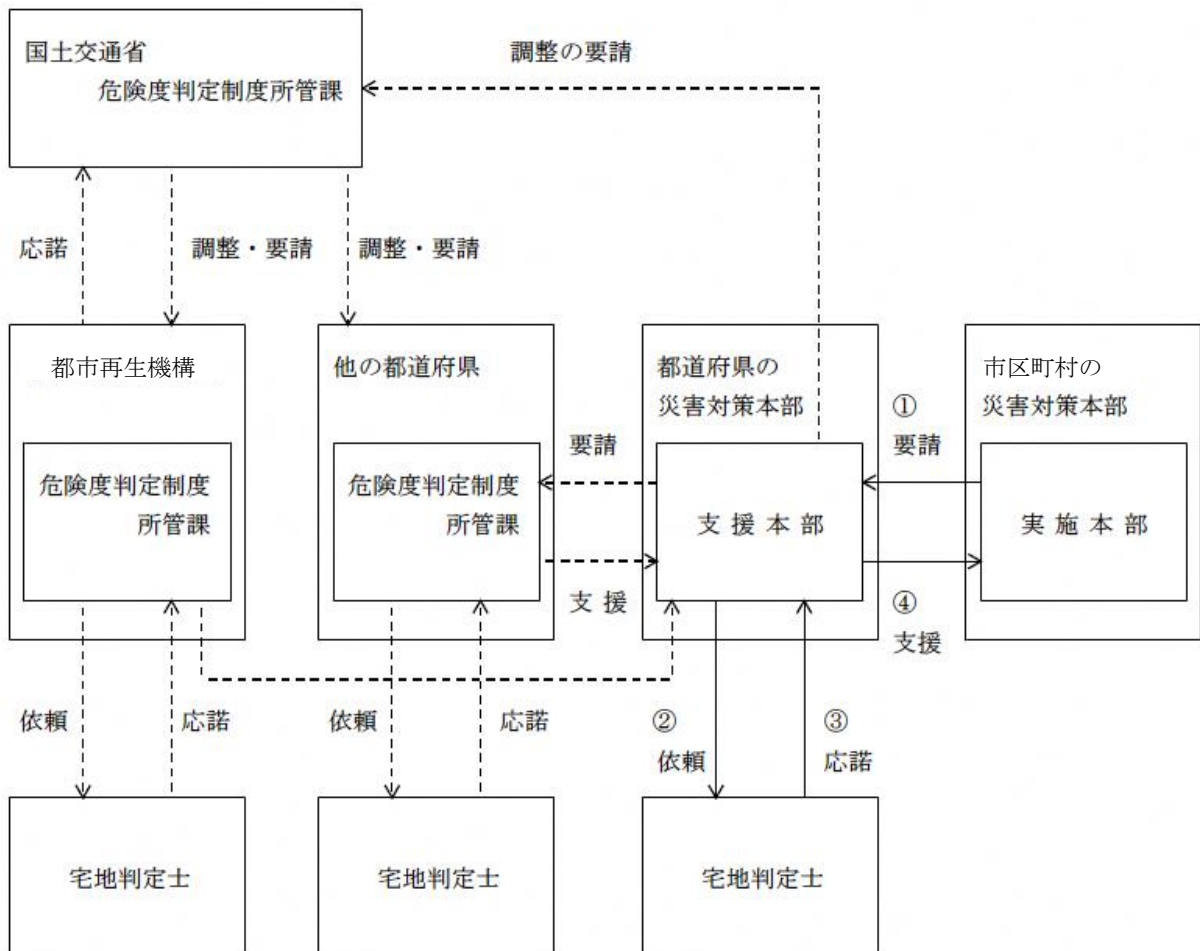 国土交通省
危険度判定制度所管課
調整の要請
応諾
調整・要請
調整・要請
都市再生機構
他の都道府県
都道府県の
災害対策本部
市区町村の
災害対策本部
①
要請
要請
危険度判定制度
所管課
危険度判定制度
所管課
支援本部
実施本部
支援
④
支援
依頼
応諾
依頼
応諾
②
依頼
③
応諾
宅地判定士
宅地判定士
宅地判定士